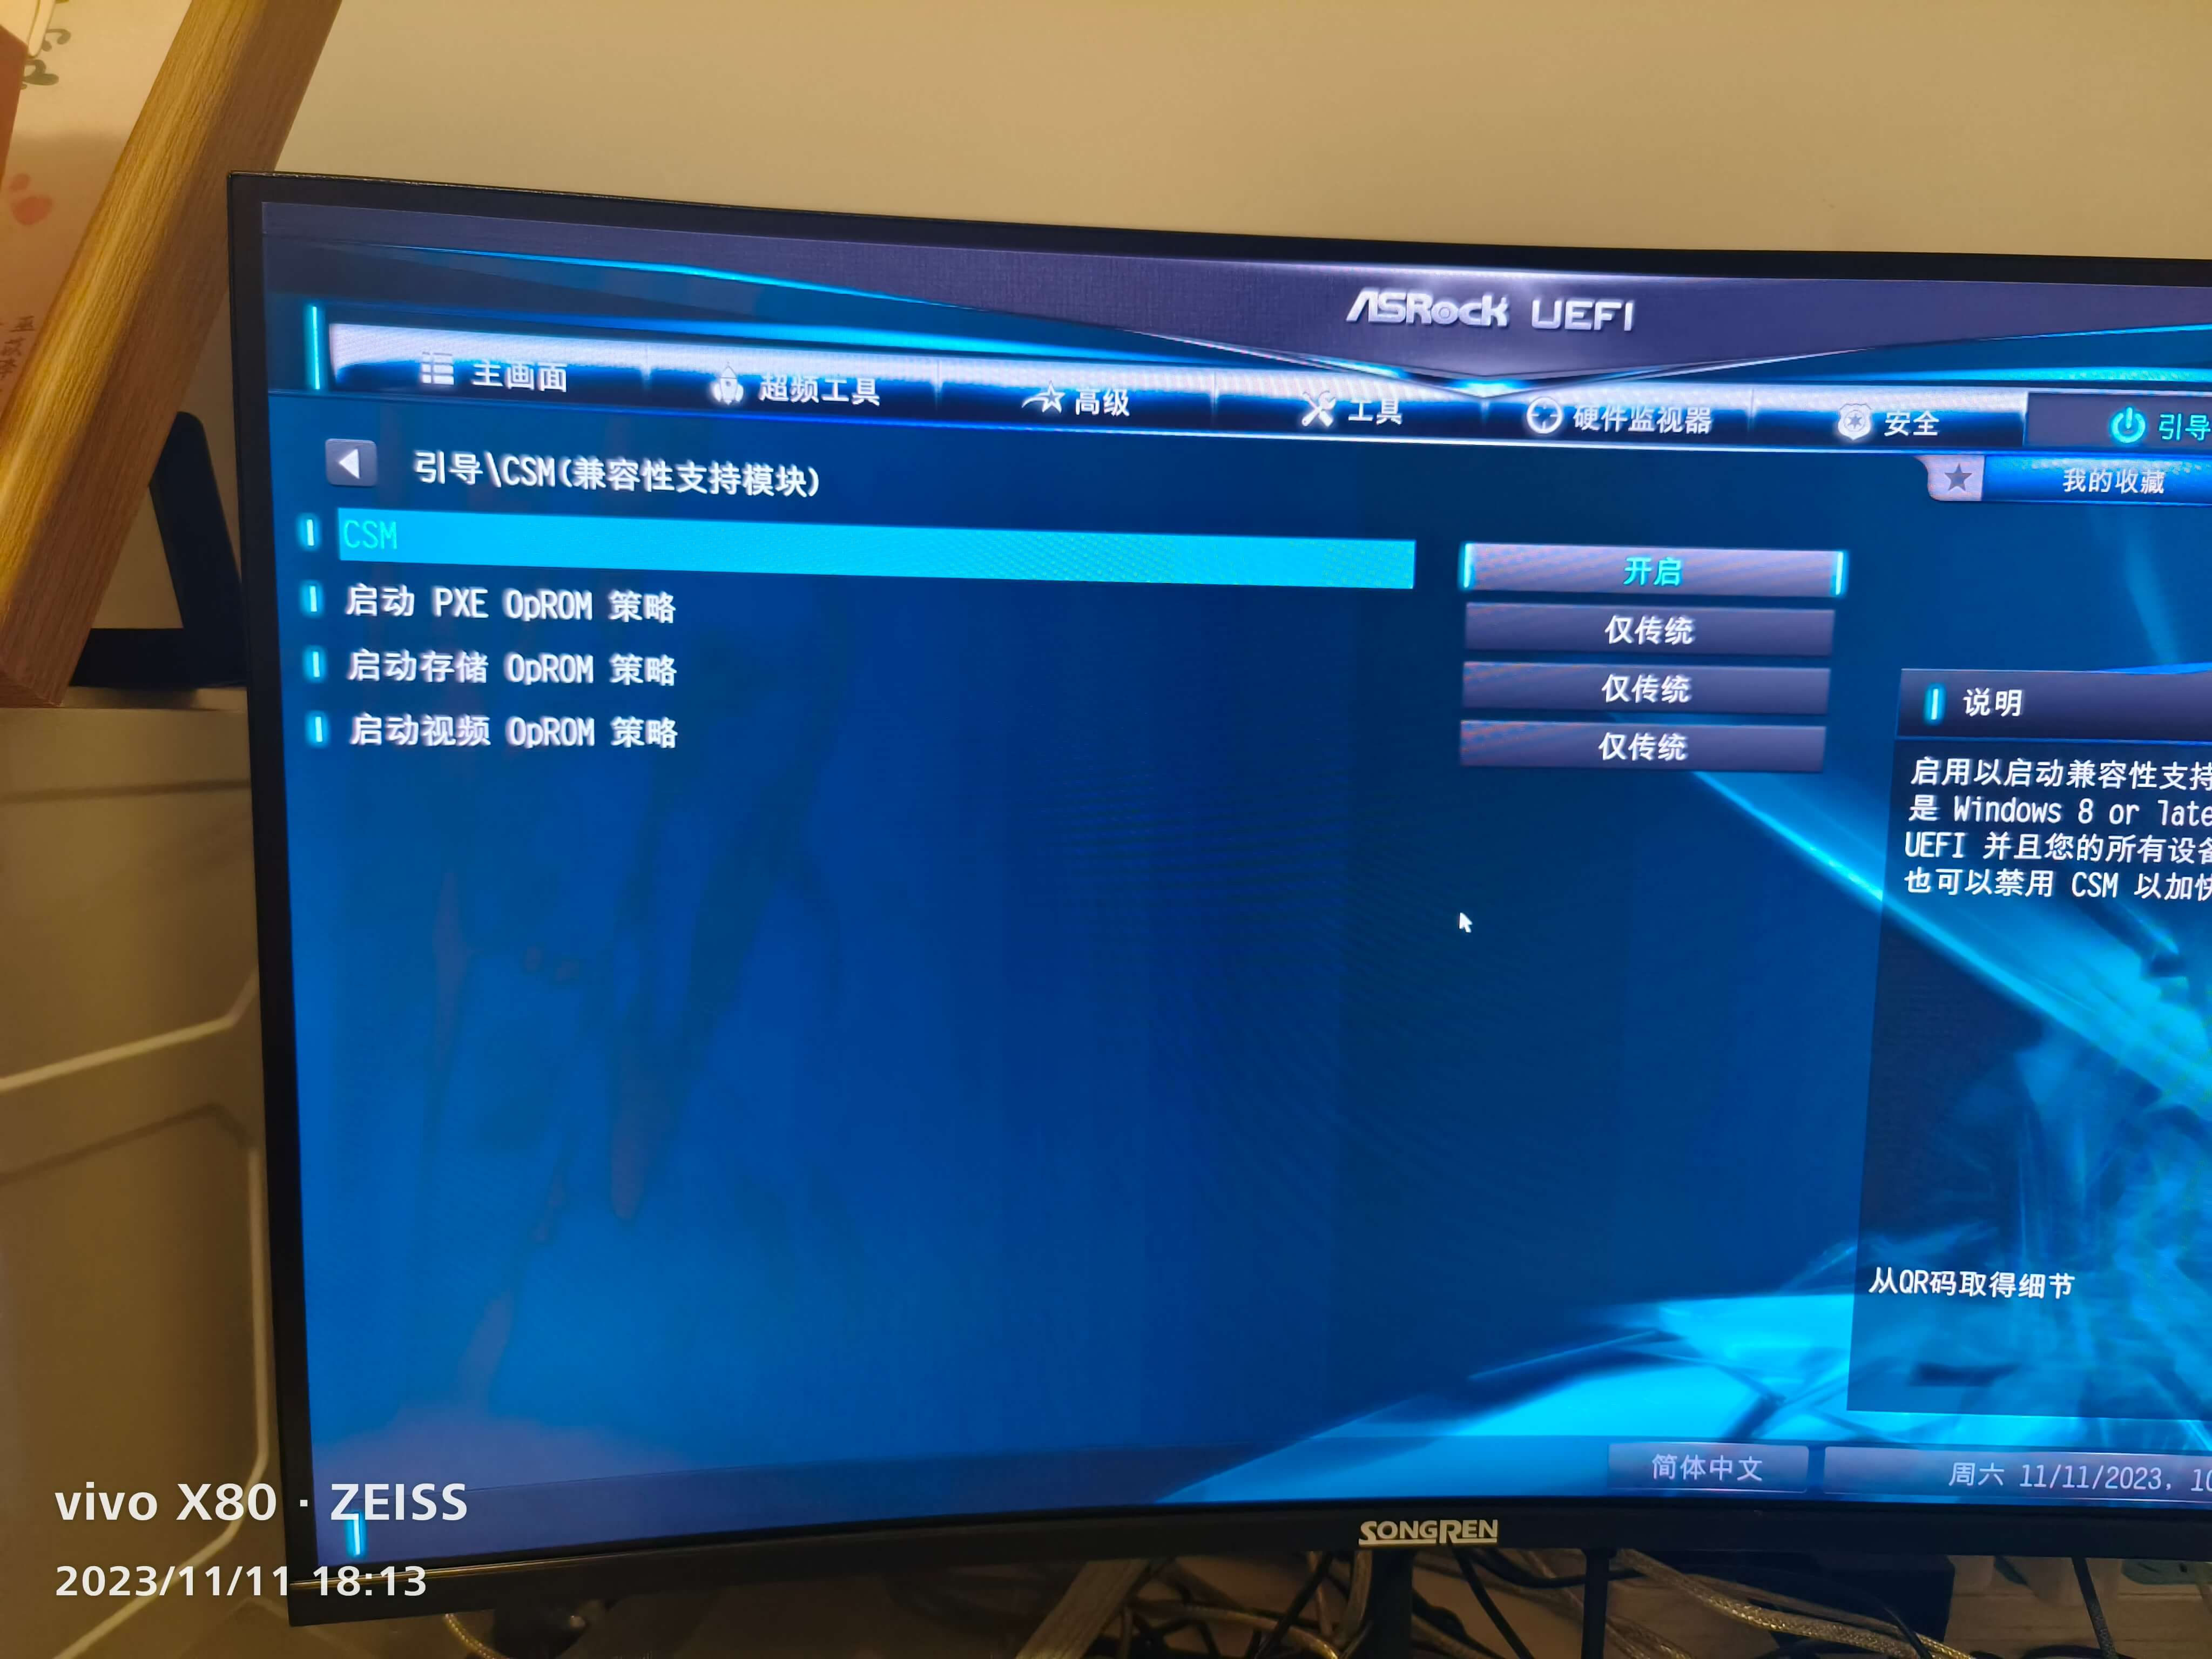 ASRock UEFI
主画面
超频工具
高级
工具
硬件监视器
安全
引导
我的收藏
引导\CSM(兼容性支持模块)
CSM
开启
启动 PXE OpROM 策略
仅传统
启动存储 OpROM 策略
仅传统
启动视频 OpROM 策略
仅传统
说明
启用以启动兼容性支持
是 Windows 8 or late
UEFI 并且您的所有设备
也可以禁用 CSM 以加快
从QR码取得细节
简体中文
周六 11/11/2023, 10
SONGREN
vivo X80 · ZEISS
2023/11/11 18:13